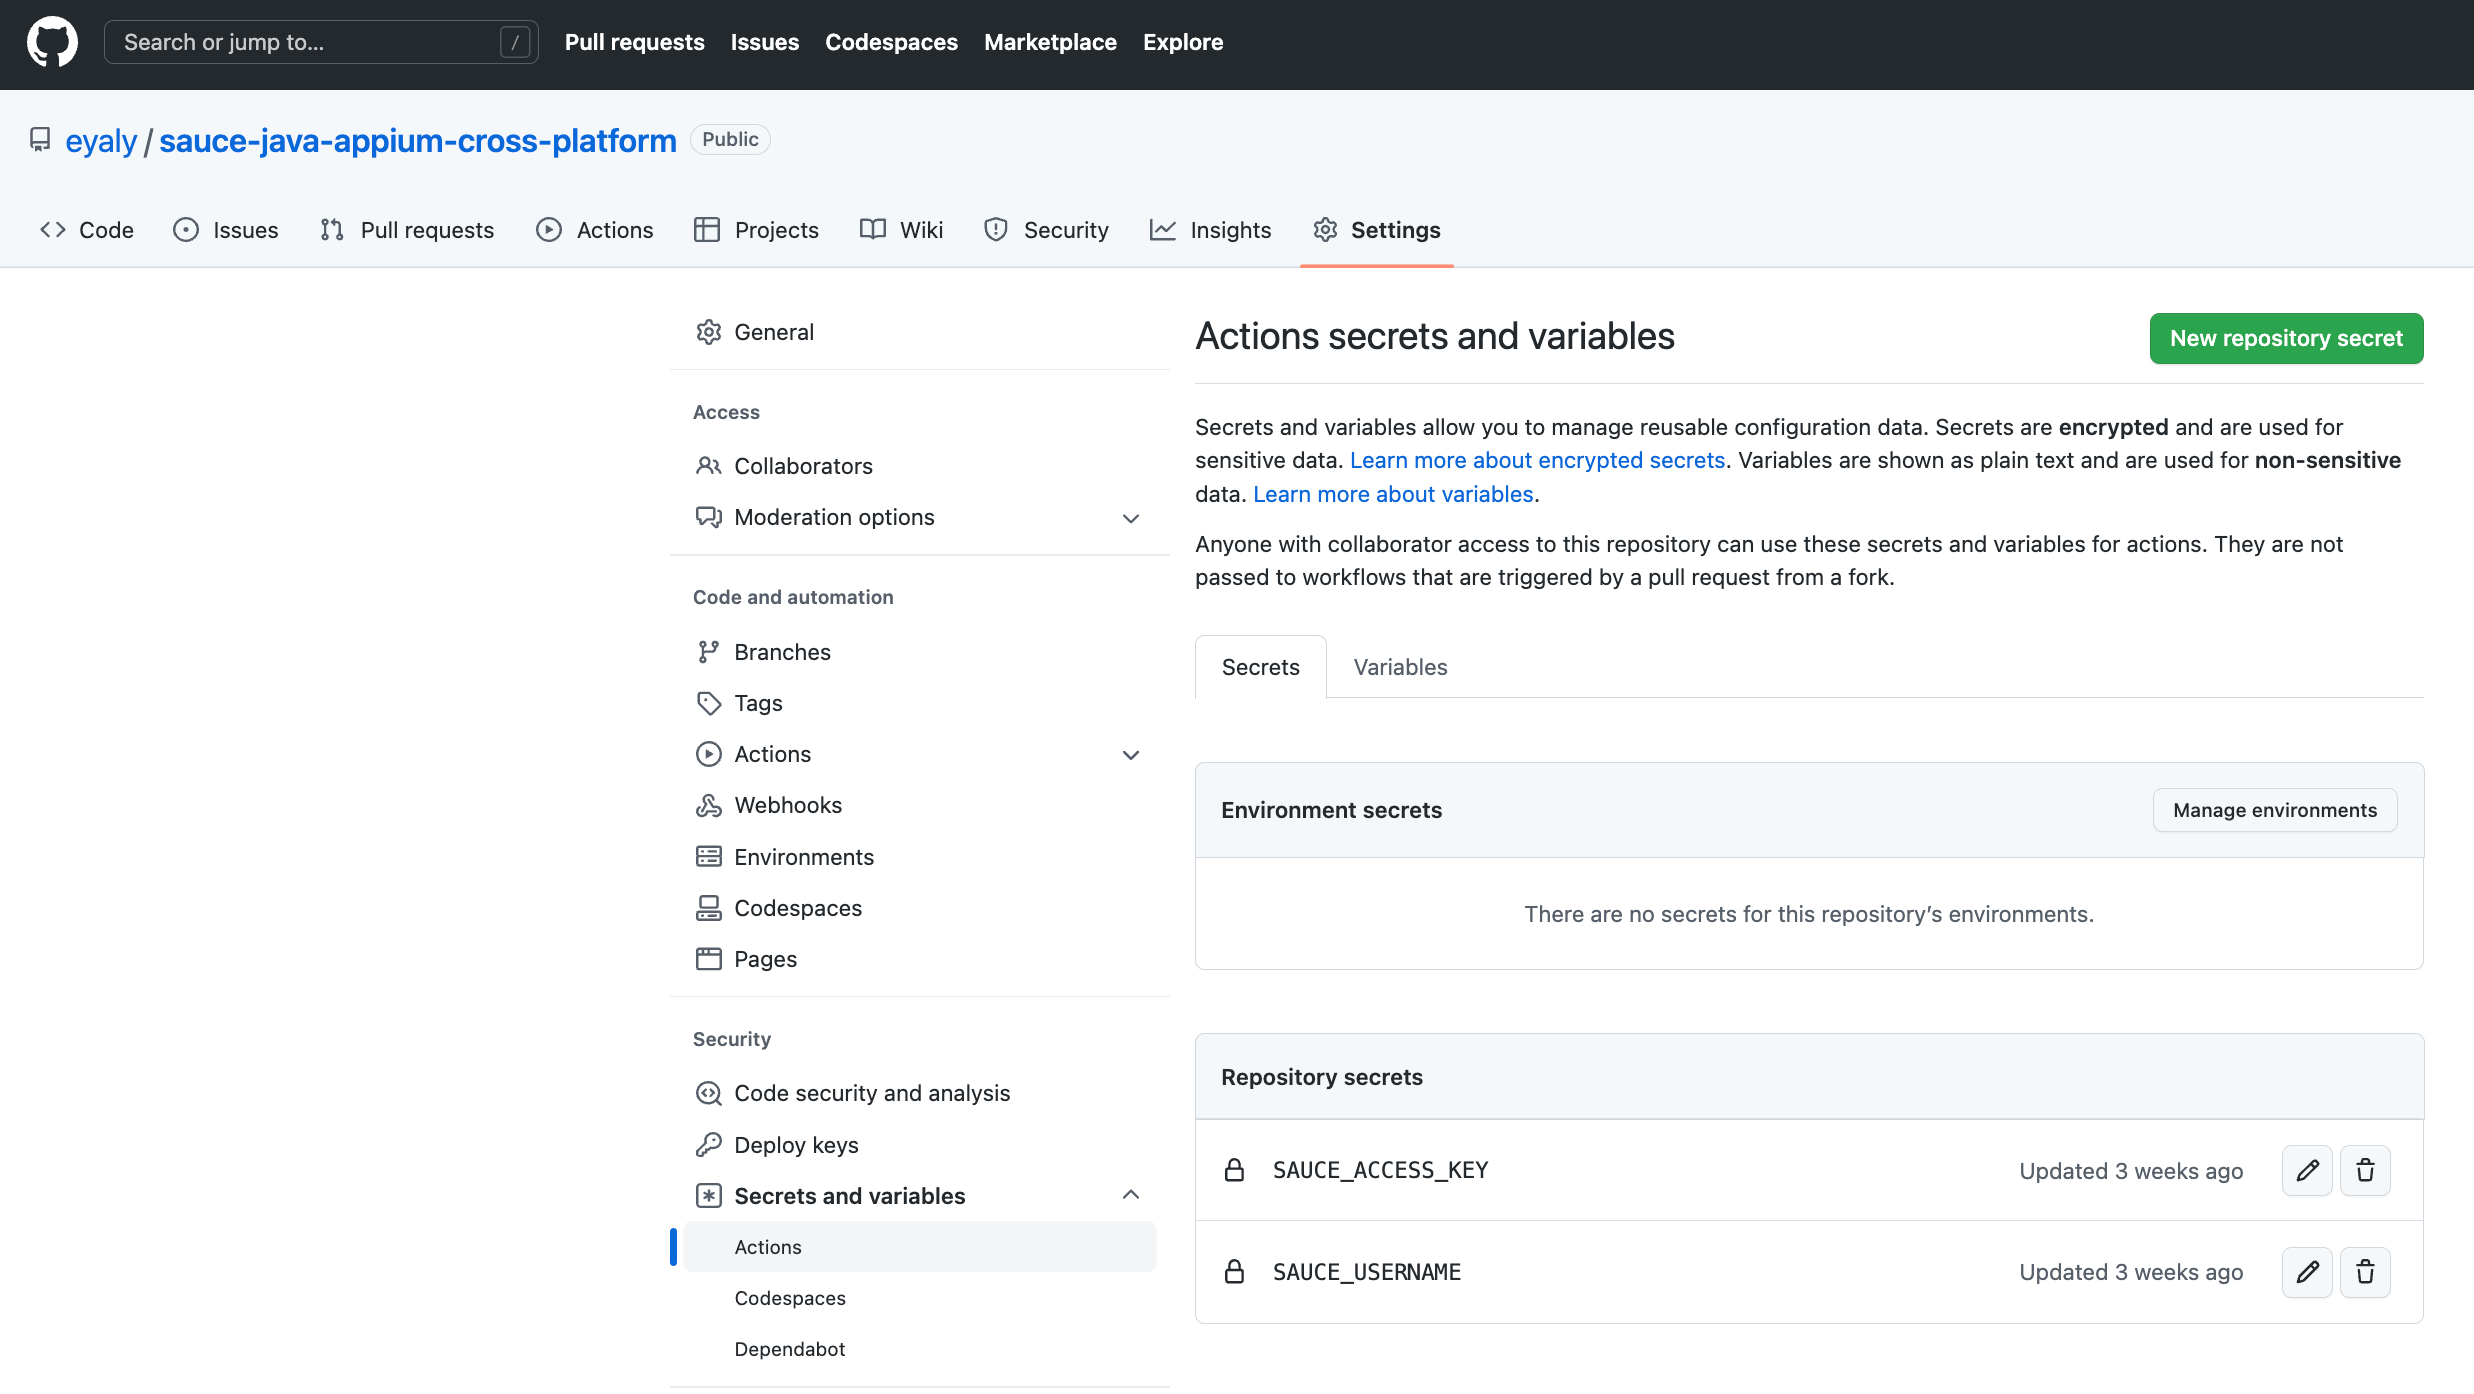 Search or jump to... /
Pull requests Issues Codespaces Marketplace Explore
eyaly / sauce-java-appium-cross-platform Public
Code Issues Pull requests Actions Projects Wiki Security Insights Settings
General
Access
Collaborators
Moderation options
Code and automation
Branches
Tags
Actions
Webhooks
Environments
Codespaces
Pages
Security
Code security and analysis
Deploy keys
Secrets and variables
Actions
Codespaces
Dependabot
Actions secrets and variables
New repository secret
Secrets and variables allow you to manage reusable configuration data. Secrets are encrypted and are used for
sensitive data. Learn more about encrypted secrets. Variables are shown as plain text and are used for non-sensitive
data. Learn more about variables.
Anyone with collaborator access to this repository can use these secrets and variables for actions. They are not
passed to workflows that are triggered by a pull request from a fork.
Secrets Variables
Environment secrets
Manage environments
There are no secrets for this repository’s environments.
Repository secrets
SAUCE_ACCESS_KEY Updated 3 weeks ago
SAUCE_USERNAME Updated 3 weeks ago